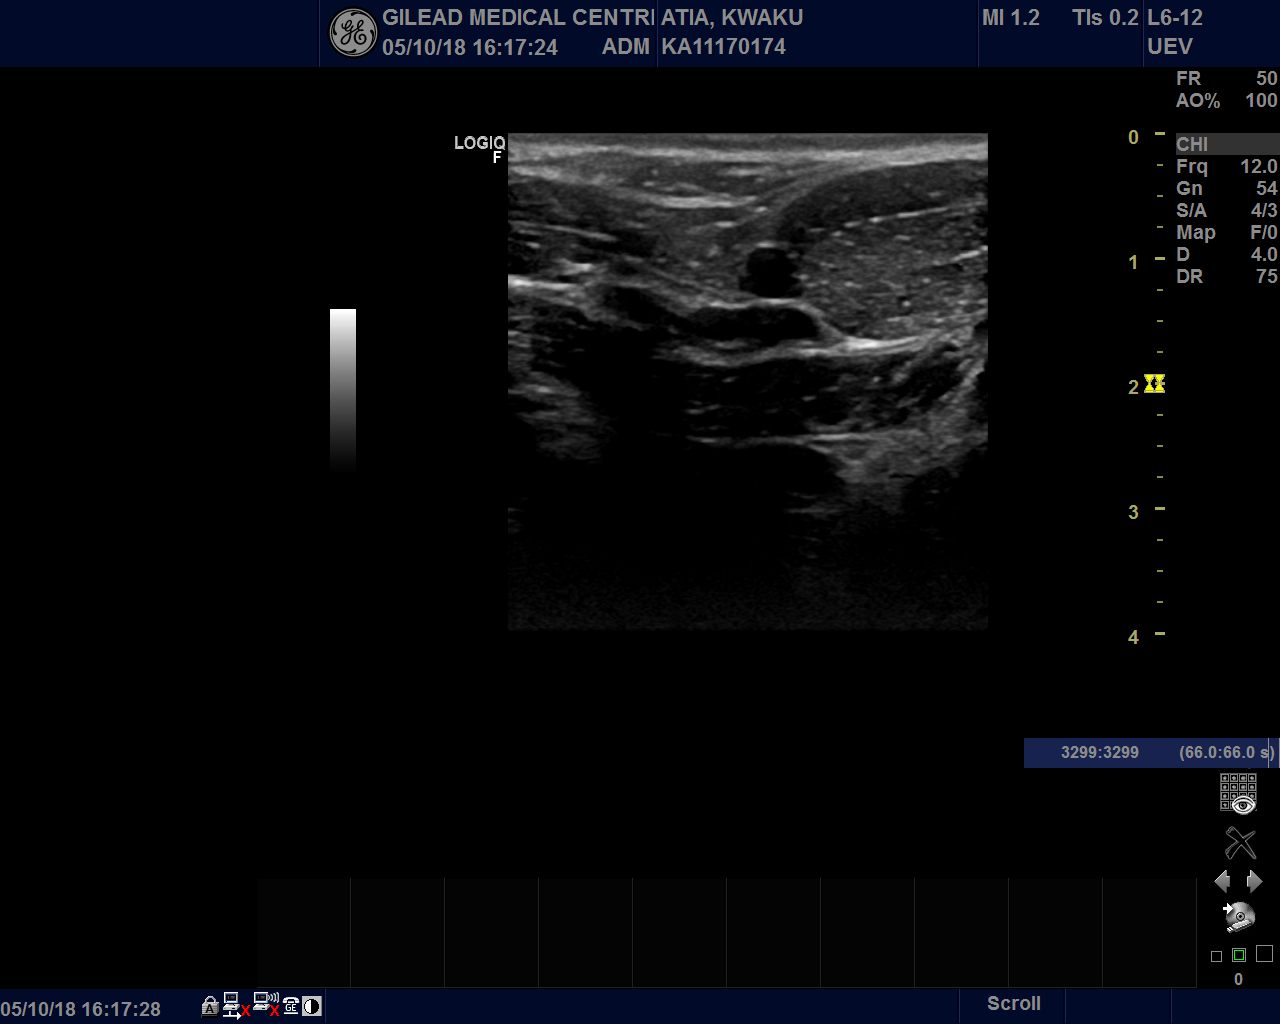 GILEAD MEDICAL CENTRI
ATIA, KWAKU
MI 1.2
TIs 0.2
L6-12
05/10/18 16:17:24
ADM
KA11170174
UEV
FR 50
AO% 100
LOGIQ
F
CHI
Frq 12.0
Gn 54
S/A 4/3
Map F/0
D 4.0
DR 75
0
1
2
3
4
3299:3299 (66.0:66.0 s)
0
05/10/18 16:17:28
Scroll